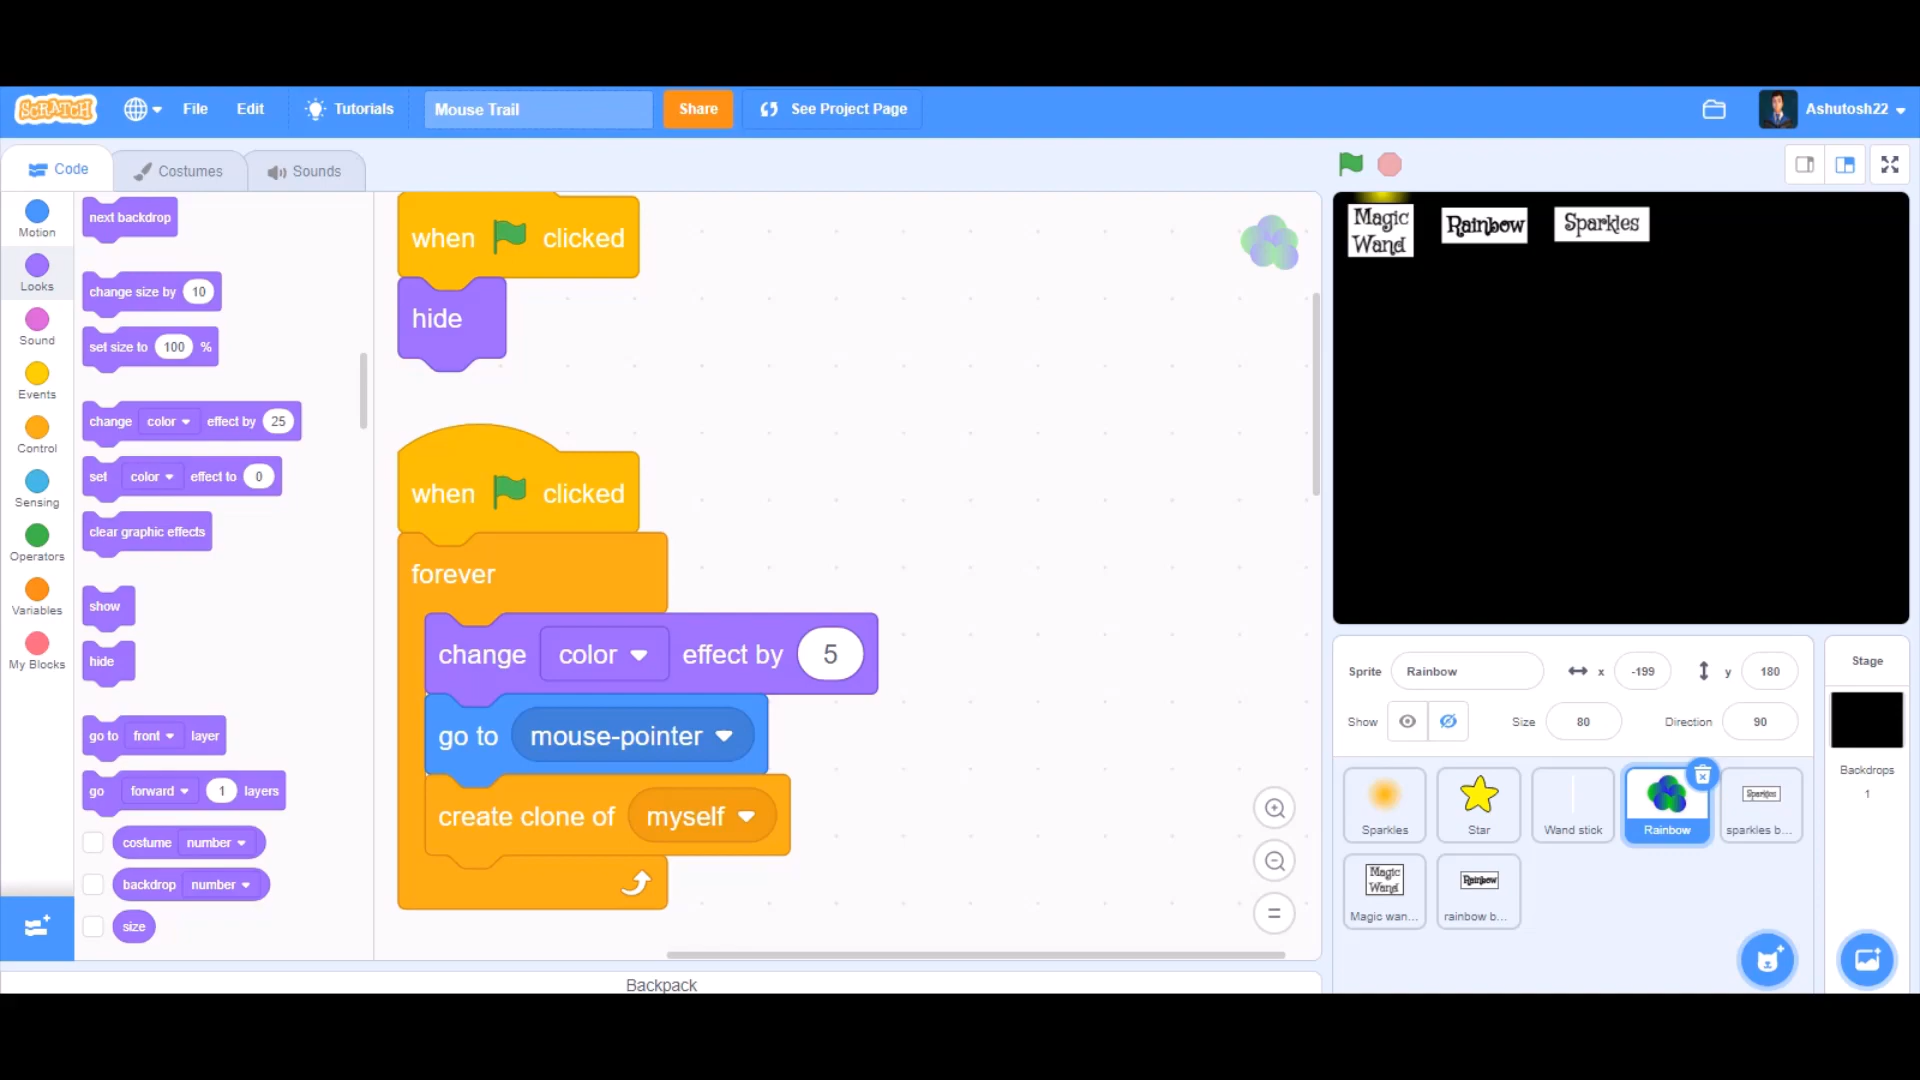 SCRATCH File Edit Tutorials Mouse Trail Share See Project Page Ashutosh22
Code Costumes Sounds
Motion
Looks
Sound
Events
Control
Sensing
Operators
Variables
My Blocks
next backdrop
change size by 10
set size to 100 %
change color effect by 25
set color effect to 0
clear graphic effects
show
hide
go to front layer
go forward 1 layers
costume number
backdrop number
size
when clicked
hide
when clicked
forever
change color effect by 5
go to mouse-pointer
create clone of myself
Backpack
Magic
Wand
Rainbow
Sparkles
Sprite Rainbow x -199 y 180
Show Size 80 Direction 90
Sparkles
Star
Wand stick
Rainbow
Sparkles
sparkles b...
Magic
Wand
Magic wan...
Rainbow
rainbow b...
Stage
Backdrops
1